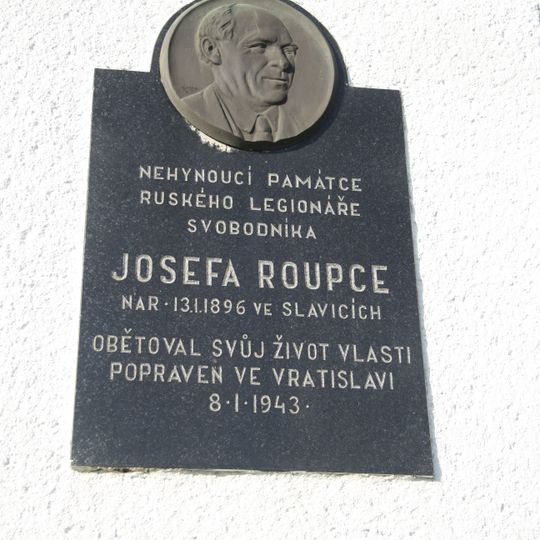 NEHYNOUCÍ PAMÁTCE
RUSKÉHO LEGIONÁŘE
SVOBODNÍKA
JOSEFA ROUPCE
NAR · 13.1.1896 VE SLAVICÍCH
OBĚTOVAL SVŮJ ŽIVOT VLASTI
POPRAVEN VE VRATISLAVI
8·1·1943·